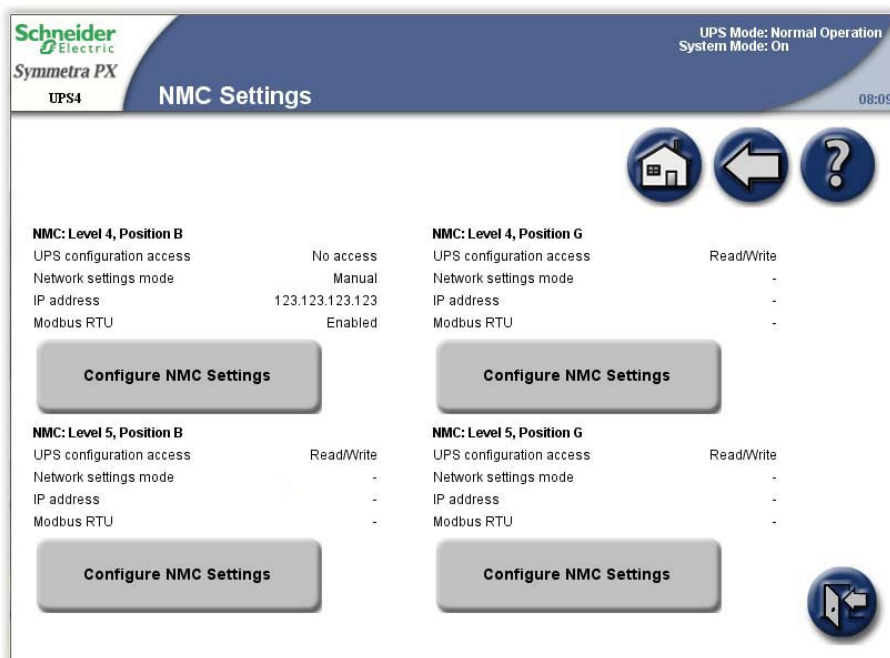 Schneider
Electric
Symmetra PX
UPS4
NMC Settings
UPS Mode: Normal Operation
System Mode: On
08:09
?
NMC: Level 4, Position B
UPS configuration access No access
Network settings mode Manual
IP address 123.123.123.123
Modbus RTU Enabled
Configure NMC Settings
NMC: Level 4, Position G
UPS configuration access Read/Write
Network settings mode -
IP address -
Modbus RTU -
Configure NMC Settings
NMC: Level 5, Position B
UPS configuration access Read/Write
Network settings mode -
IP address -
Modbus RTU -
Configure NMC Settings
NMC: Level 5, Position G
UPS configuration access Read/Write
Network settings mode -
IP address -
Modbus RTU -
Configure NMC Settings